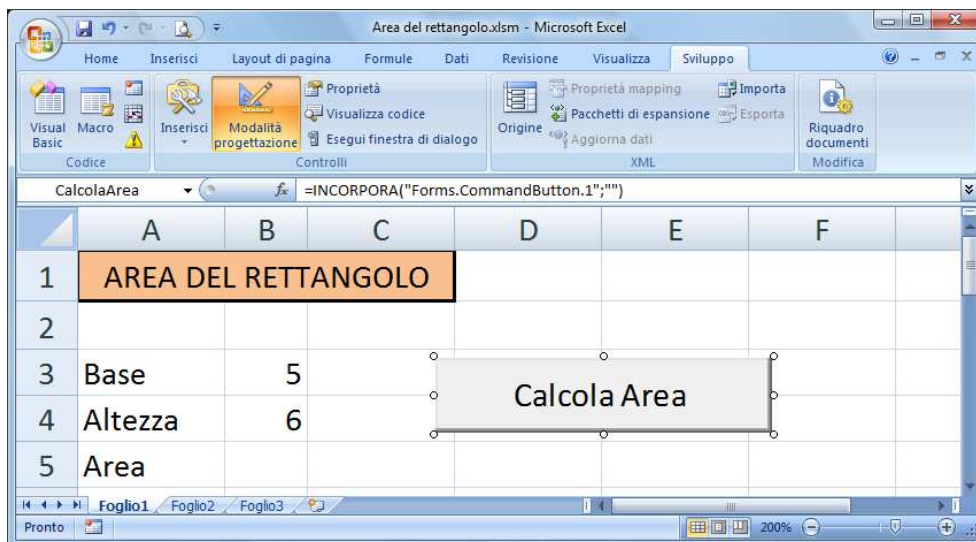 Area del rettangolo.xlsm - Microsoft Excel
Home Inserisci Layout di pagina Formule Dati Revisione Visualizza Sviluppo
Visual Basic
Macro
Codice
Inserisci
Modalità progettazione
Proprietà
Visualizza codice
Esegui finestra di dialogo
Controlli
Origine
Proprietà mapping
Pacchetti di espansione
Aggiorna dati
Importa
Esporta
XML
Riquadro documenti
Modifica
CalcolaArea fx =INCORPORA("Forms.CommandButton.1";"")
A B C D E F
1 AREA DEL RETTANGOLO
2
3 Base 5
Calcola Area
4 Altezza 6
5 Area
Foglio1 Foglio2 Foglio3
Pronto 200%